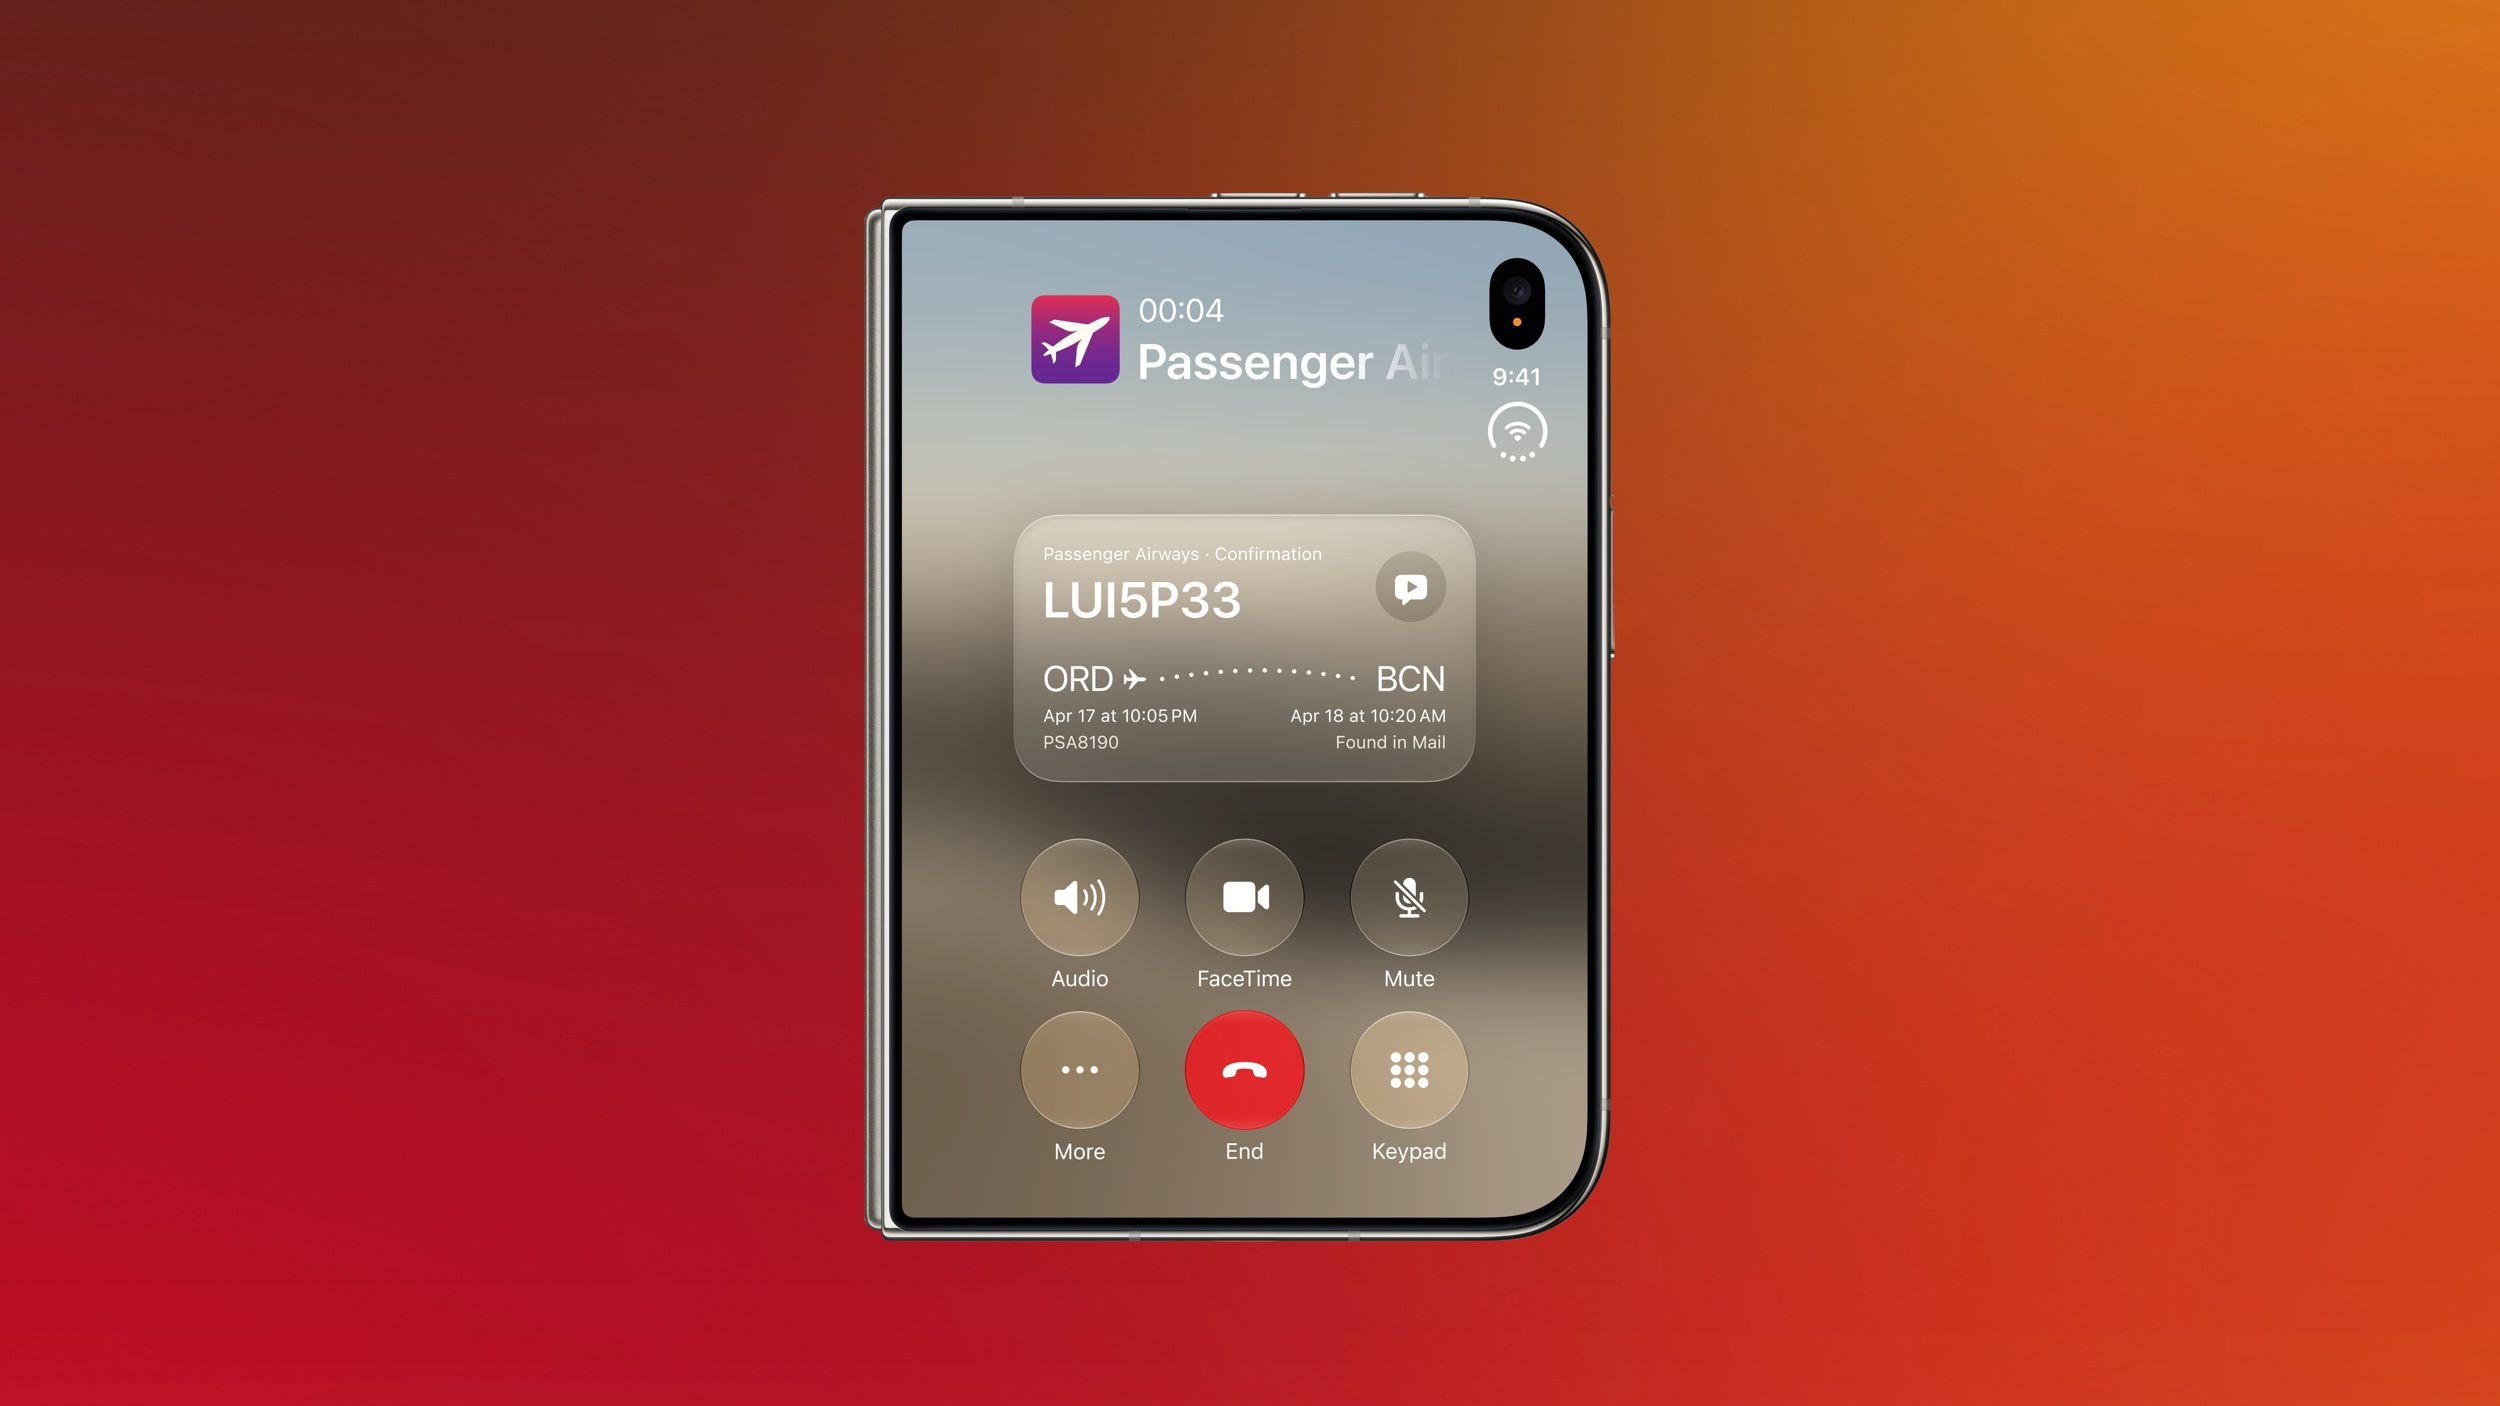 00:04
Passenger Air
9:41
Passenger Airways · Confirmation
LUI5P33
ORD
BCN
Apr 17 at 10:05 PM
Apr 18 at 10:20 AM
PSA8190
Found in Mail
Audio
FaceTime
Mute
More
End
Keypad